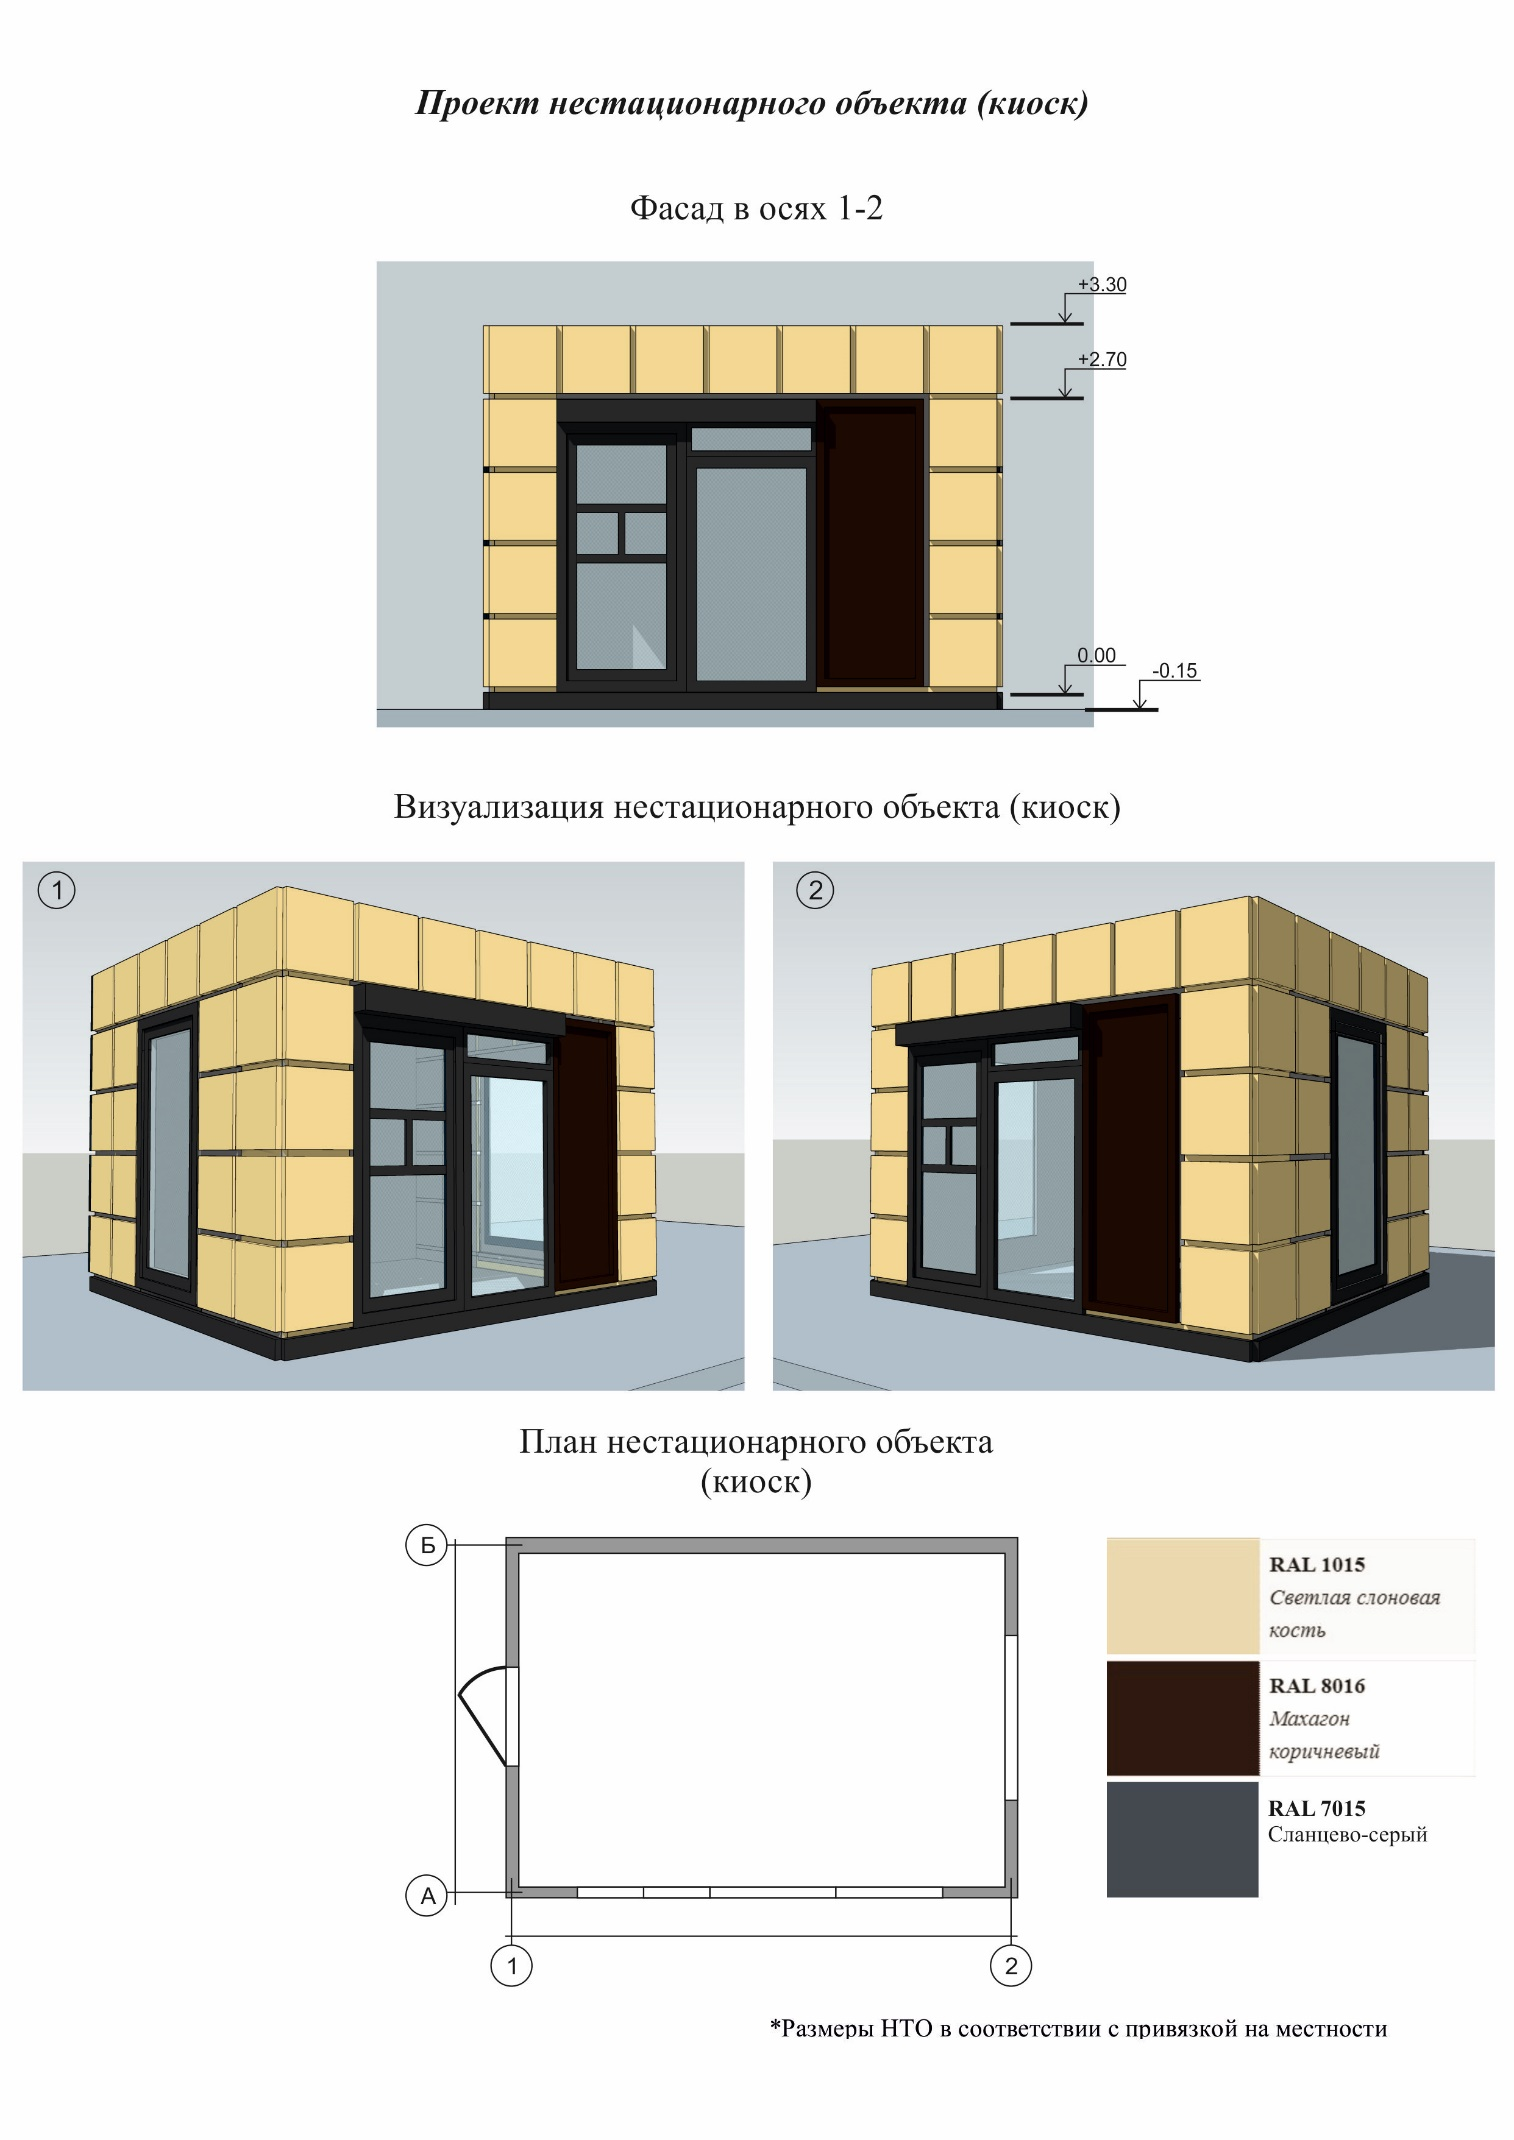 Проект нестационарного объекта (киоск)
Фасад в осях 1-2
+3.30
+2.70
0.00
-0.15
Визуализация нестационарного объекта (киоск)
1
2
План нестационарного объекта
(киоск)
Б
А
1
2
RAL 1015
Светлая слоновая
кость
RAL 8016
Махагон
коричневый
RAL 7015
Сланцево-серый
*Размеры НТО в соответствии с привязкой на местности